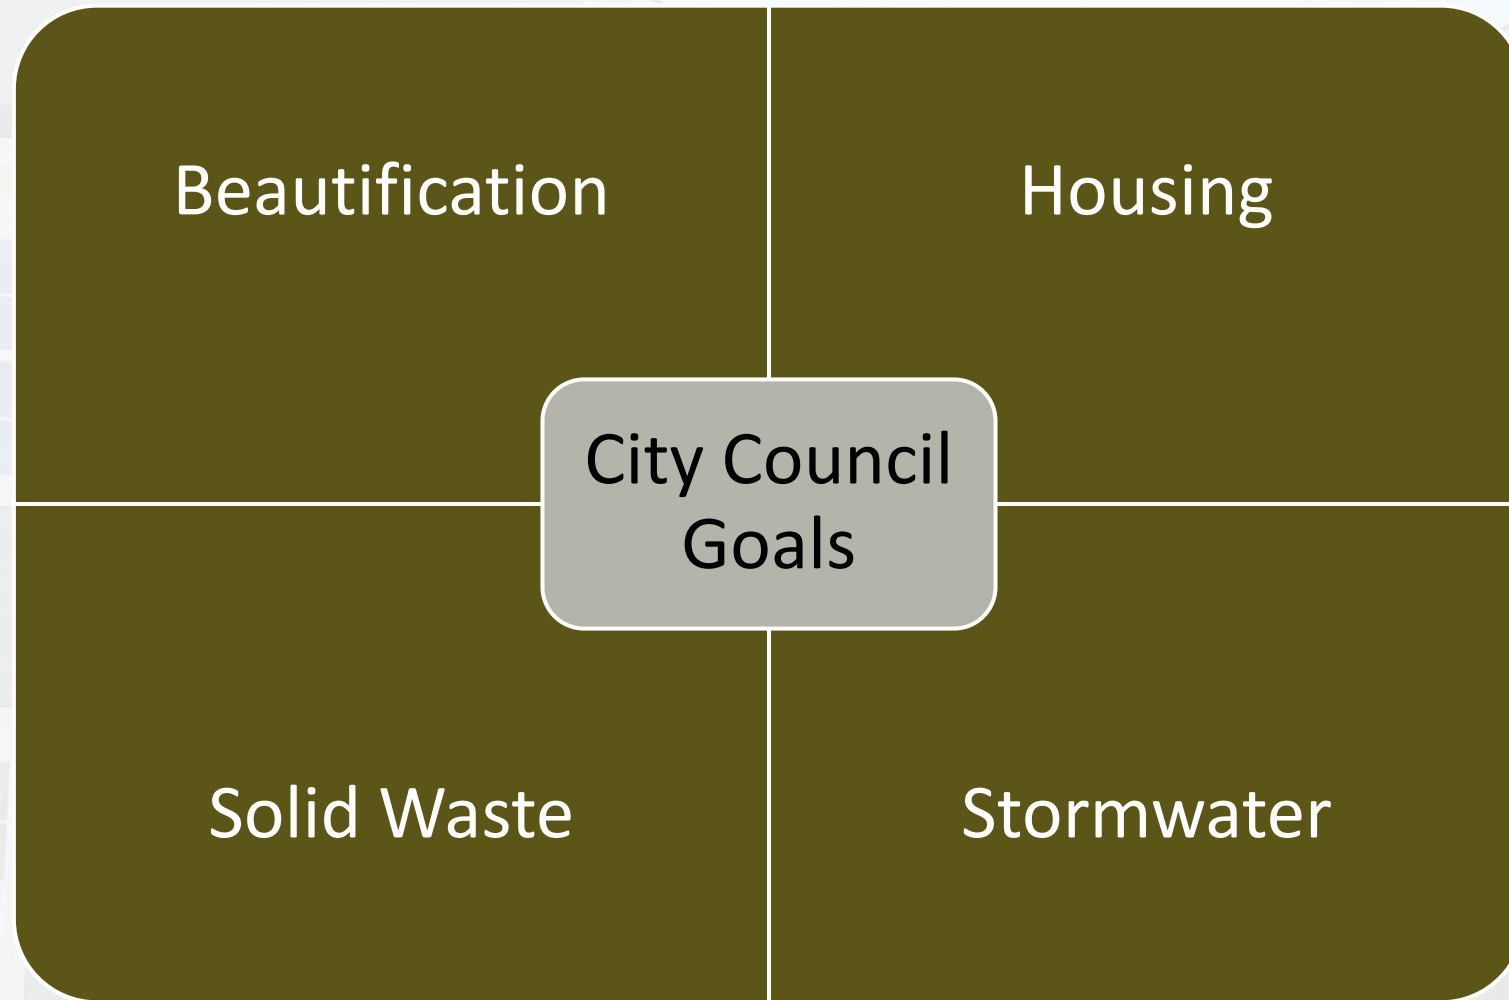 Beautification
Housing
City Council
Goals
Solid Waste
Stormwater